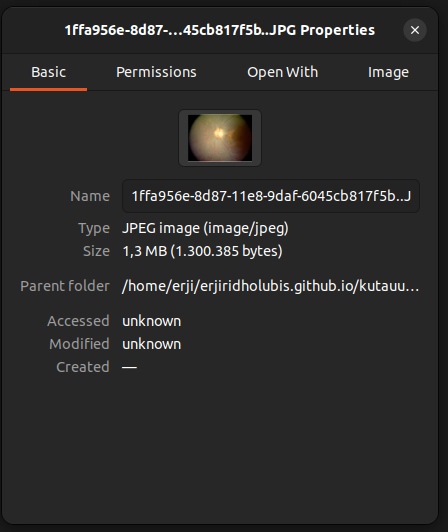 1ffa956e-8d87-…45cb817f5b..JPG Properties
Basic Permissions Open With Image
Name 1ffa956e-8d87-11e8-9daf-6045cb817f5b..J
Type JPEG image (image/jpeg)
Size 1,3 MB (1.300.385 bytes)
Parent folder /home/erji/erjiridholubis.github.io/kutauu…
Accessed unknown
Modified unknown
Created —